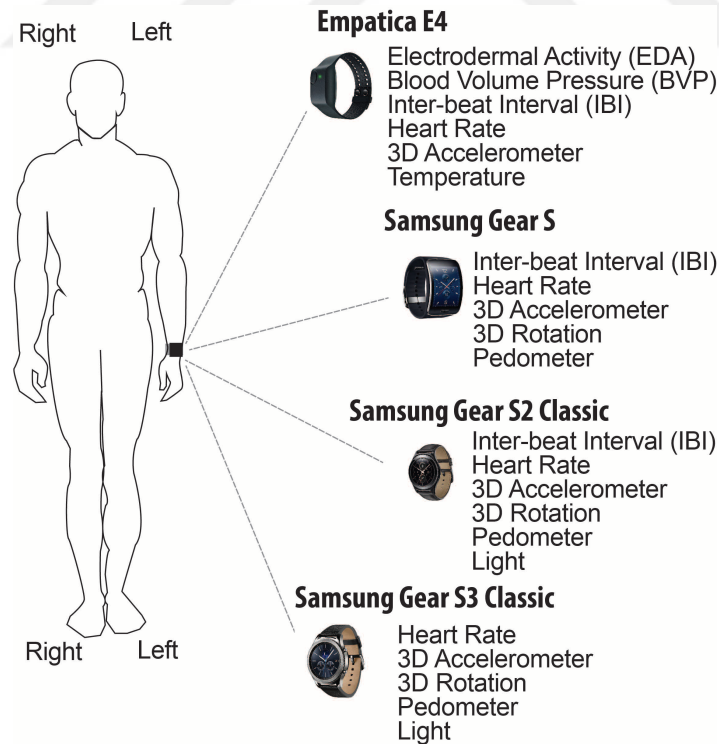 Right Left
Empatica E4
Electrodermal Activity (EDA)
Blood Volume Pressure (BVP)
Inter-beat Interval (IBI)
Heart Rate
3D Accelerometer
Temperature
Samsung Gear S
Inter-beat Interval (IBI)
Heart Rate
3D Accelerometer
3D Rotation
Pedometer
Samsung Gear S2 Classic
Inter-beat Interval (IBI)
Heart Rate
3D Accelerometer
3D Rotation
Pedometer
Light
Samsung Gear S3 Classic
Heart Rate
3D Accelerometer
3D Rotation
Pedometer
Light
Right Left